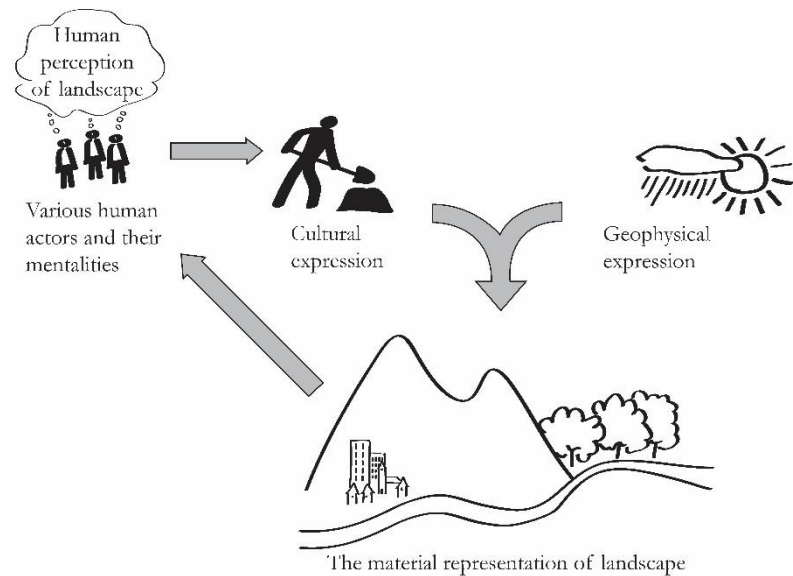 Human
perception
of landscape
Various human
actors and their
mentalities
Cultural
expression
Geophysical
expression
The material representation of landscape